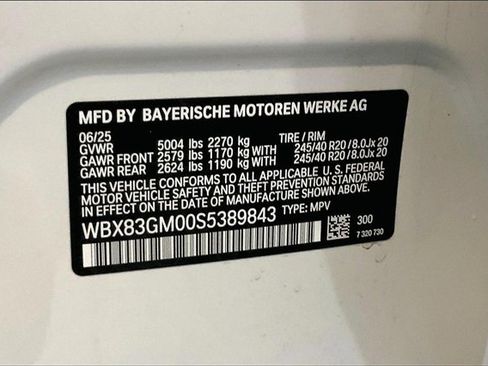 MFD BY BAYERISCHE MOTOREN WERKE AG
06/25
GVWR 5004 lbs 2270 kg TIRE / RIM
GAWR FRONT 2579 lbs 1170 kg 245/40 R20 / 8.0Jx 20
GAWR REAR 2624 lbs 1190 kg 245/40 R20 / 8.0Jx 20
THIS VEHICLE CONFORMS TO ALL APPLICABLE U. S. FEDERAL
MOTOR VEHICLE SAFETY, BUMPER, AND THEFT PREVENTION
STANDARDS IN EFFECT ON THE DATE OF
MANUFACTURE SHOWN ABOVE.
WBX83GM00S5389843 TYPE: MPV
300
7 320 730